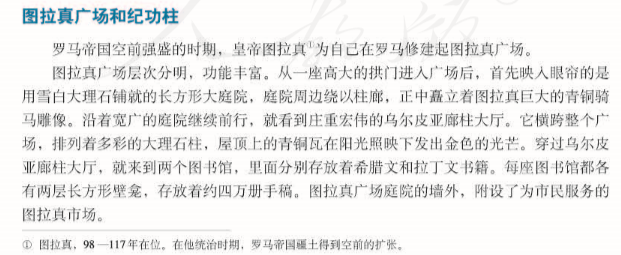 图拉真广场和纪功柱
罗马帝国空前强盛的时期，皇帝图拉真①为自己在罗马修建起图拉真广场。
图拉真广场层次分明，功能丰富。从一座高大的拱门进入广场后，首先映入眼帘的是
用雪白大理石铺就的长方形大庭院，庭院周边绕以柱廊，正中矗立着图拉真巨大的青铜骑
马雕像。沿着宽广的庭院继续前行，就看到庄重宏伟的乌尔皮亚廊柱大厅。它横跨整个广
场，排列着多彩的大理石柱，屋顶上的青铜瓦在阳光照映下发出金色的光芒。穿过乌尔皮
亚廊柱大厅，就来到两个图书馆，里面分别存放着希腊文和拉丁文书籍。每座图书馆都各
有两层长方形壁龛，存放着约四万册手稿。图拉真广场庭院的墙外，附设了为市民服务的
图拉真市场。
① 图拉真，98—117年在位。在他统治时期，罗马帝国疆土得到空前的扩张。